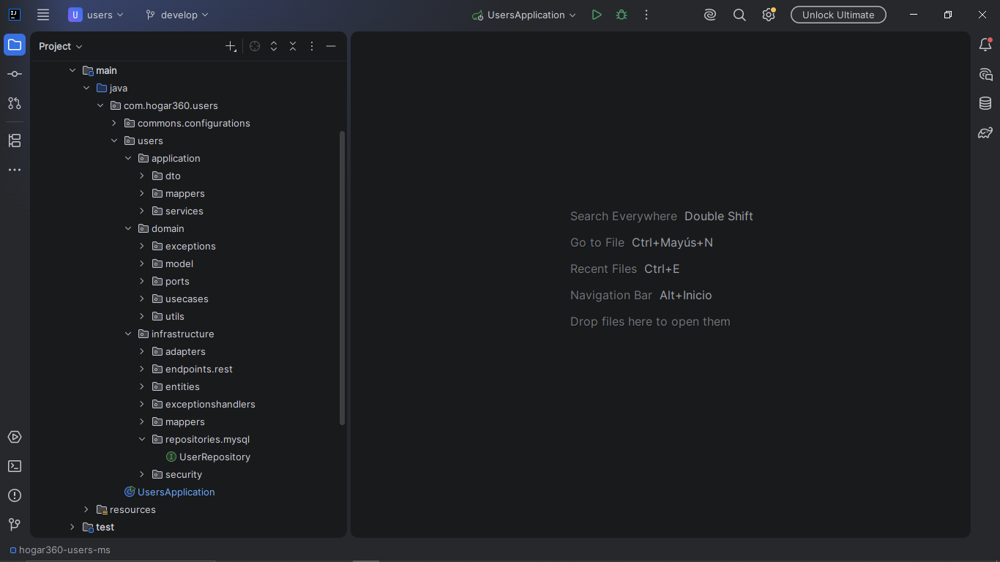 U users develop UsersApplication Unlock Ultimate
Project
main
java
com.hogar360.users
commons.configurations
users
application
dto
mappers
services
domain
exceptions
model
ports
usecases
utils
infrastructure
adapters
endpoints.rest
entities
exceptionshandlers
mappers
repositories.mysql
UserRepository
security
UsersApplication
resources
test
Search Everywhere Double Shift
Go to File Ctrl+Mayús+N
Recent Files Ctrl+E
Navigation Bar Alt+Inicio
Drop files here to open them
hogar360-users-ms